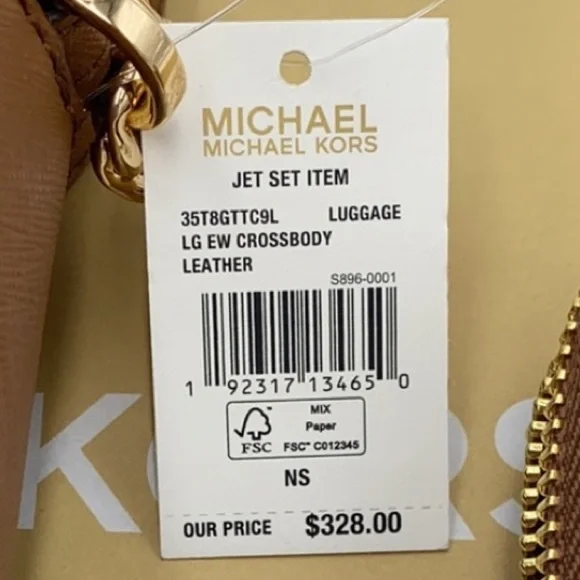 MICHAEL
MICHAEL KORS
JET SET ITEM
35T8GTTC9L LUGGAGE
LG EW CROSSBODY
LEATHER
S896-0001
1 92317 13465 0
FSC
MIX
Paper
FSC™ C012345
NS
OUR PRICE $328.00